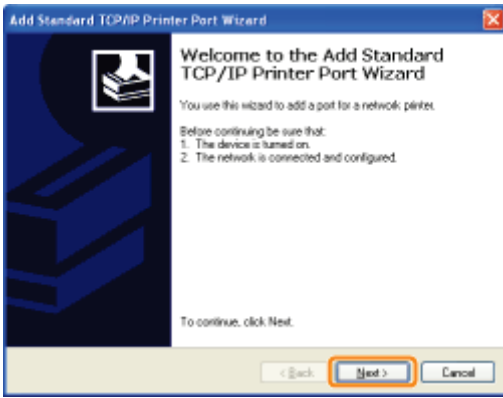 Add Standard TCP/IP Printer Port Wizard
Welcome to the Add Standard
TCP/IP Printer Port Wizard
You use this wizard to add a port for a network printer.
Before continuing be sure that:
1. The device is turned on.
2. The network is connected and configured.
To continue, click Next.
< Back
Next >
Cancel